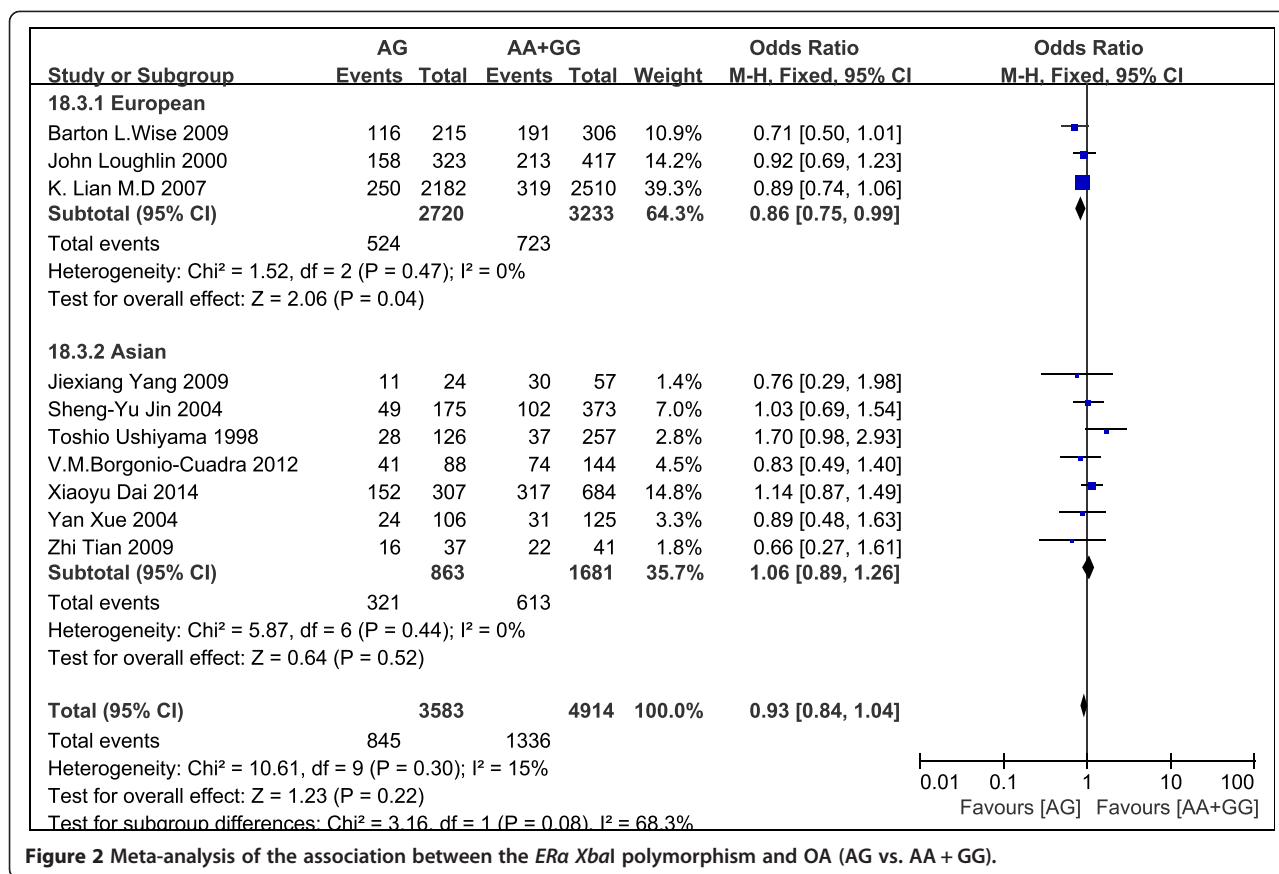 AG AA+GG Odds Ratio Odds Ratio
Study or Subgroup Events Total Events Total Weight M-H, Fixed, 95% CI M-H, Fixed, 95% CI
18.3.1 European
Barton L.Wise 2009 116 215 191 306 10.9% 0.71 [0.50, 1.01]
John Loughlin 2000 158 323 213 417 14.2% 0.92 [0.69, 1.23]
K. Lian M.D 2007 250 2182 319 2510 39.3% 0.89 [0.74, 1.06]
Subtotal (95% CI) 2720 3233 64.3% 0.86 [0.75, 0.99]
Total events 524 723
Heterogeneity: Chi² = 1.52, df = 2 (P = 0.47); I² = 0%
Test for overall effect: Z = 2.06 (P = 0.04)
18.3.2 Asian
Jiexiang Yang 2009 11 24 30 57 1.4% 0.76 [0.29, 1.98]
Sheng-Yu Jin 2004 49 175 102 373 7.0% 1.03 [0.69, 1.54]
Toshio Ushiyama 1998 28 126 37 257 2.8% 1.70 [0.98, 2.93]
V.M.Borgonio-Cuadra 2012 41 88 74 144 4.5% 0.83 [0.49, 1.40]
Xiaoyu Dai 2014 152 307 317 684 14.8% 1.14 [0.87, 1.49]
Yan Xue 2004 24 106 31 125 3.3% 0.89 [0.48, 1.63]
Zhi Tian 2009 16 37 22 41 1.8% 0.66 [0.27, 1.61]
Subtotal (95% CI) 863 1681 35.7% 1.06 [0.89, 1.26]
Total events 321 613
Heterogeneity: Chi² = 5.87, df = 6 (P = 0.44); I² = 0%
Test for overall effect: Z = 0.64 (P = 0.52)
Total (95% CI) 3583 4914 100.0% 0.93 [0.84, 1.04]
Total events 845 1336
Heterogeneity: Chi² = 10.61, df = 9 (P = 0.30); I² = 15%
Test for overall effect: Z = 1.23 (P = 0.22)
Test for subgroup differences: Chi² = 3.16, df = 1 (P = 0.08), I² = 68.3%
0.01 0.1 1 10 100
Favours [AG] Favours [AA+GG]
Figure 2 Meta-analysis of the association between the ERα XbaI polymorphism and OA (AG vs. AA + GG).